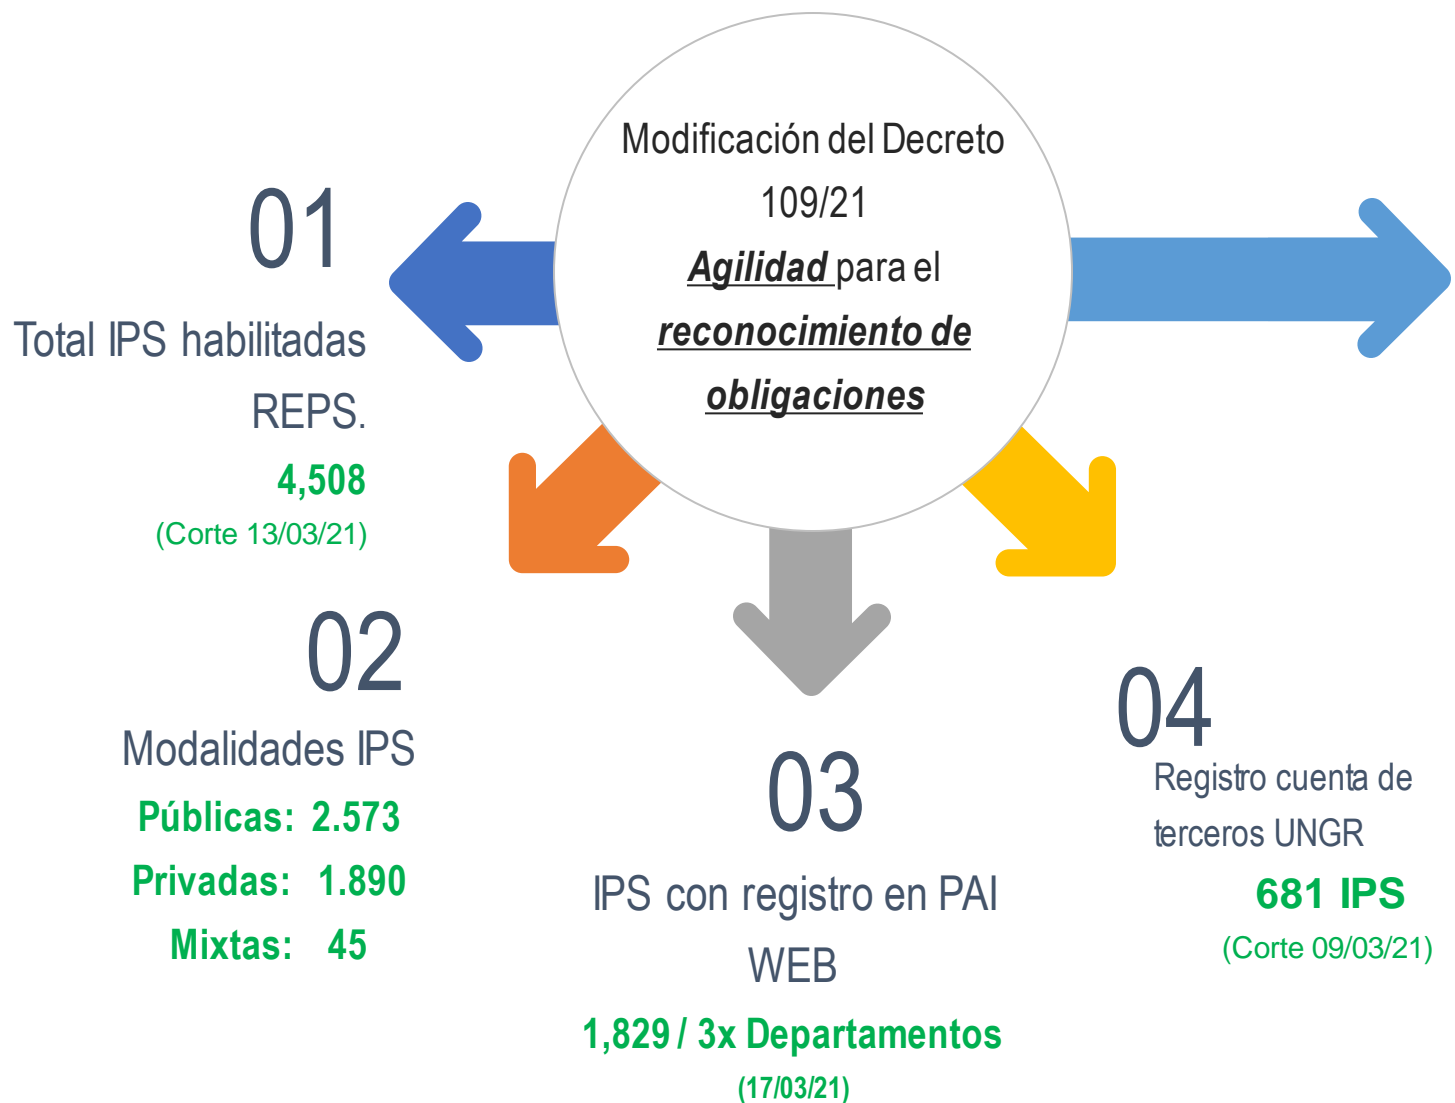 Modificación del Decreto
109/21
Agilidad para el
reconocimiento de
obligaciones
01
Total IPS habilitadas
REPS.
4,508
(Corte 13/03/21)
02
Modalidades IPS
Públicas: 2.573
Privadas: 1.890
Mixtas: 45
03
IPS con registro en PAI
WEB
1,829 / 3x Departamentos
(17/03/21)
04
Registro cuenta de
terceros UNGR
681 IPS
(Corte 09/03/21)